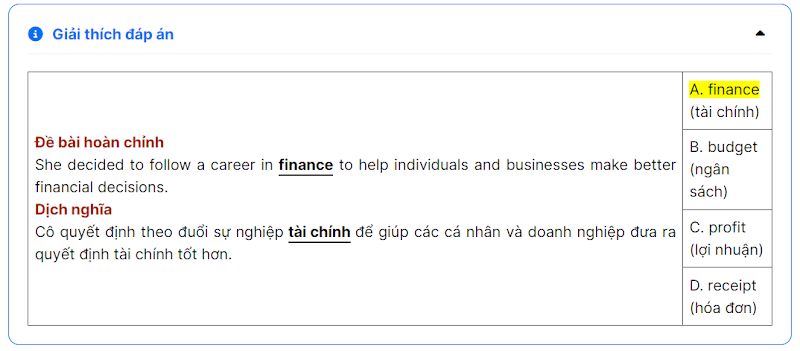 Giải thích đáp án
Đề bài hoàn chỉnh
She decided to follow a career in finance to help individuals and businesses make better
financial decisions.
Dịch nghĩa
Cô quyết định theo đuổi sự nghiệp tài chính để giúp các cá nhân và doanh nghiệp đưa ra
quyết định tài chính tốt hơn.
A. finance
(tài chính)
B. budget
(ngân
sách)
C. profit
(lợi nhuận)
D. receipt
(hóa đơn)